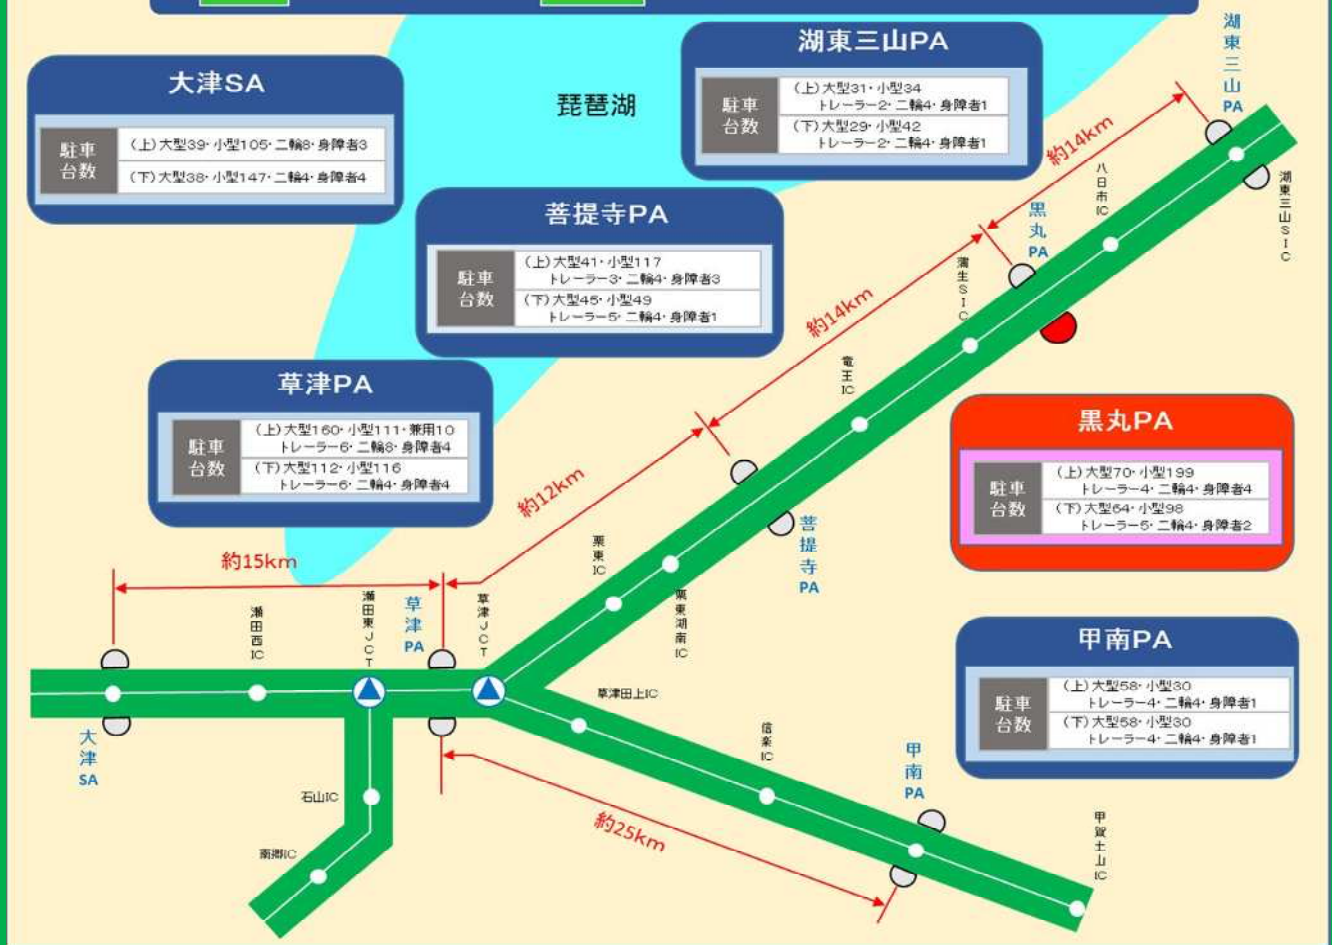 大津SA
駐車
台数
(上)大型39・小型105・二輪8・身障者3
(下)大型38・小型147・二輪4・身障者4
琵琶湖
湖東三山PA
駐車
台数
(上)大型31・小型34
トレーラー2・二輪4・身障者1
(下)大型29・小型42
トレーラー2・二輪4・身障者1
湖東三山PA
菩提寺PA
駐車
台数
(上)大型41・小型117
トレーラー3・二輪4・身障者3
(下)大型45・小型49
トレーラー5・二輪4・身障者1
約14km
八日市IC
湖東三山SIC
黒丸PA
蒲生SIC
約14km
竜王IC
草津PA
駐車
台数
(上)大型160・小型111・兼用10
トレーラー6・二輪8・身障者4
(下)大型112・小型116
トレーラー6・二輪4・身障者4
黒丸PA
駐車
台数
(上)大型70・小型199
トレーラー4・二輪4・身障者4
(下)大型64・小型98
トレーラー5・二輪4・身障者2
約12km
菩提寺PA
栗東IC
栗東湖南IC
約15km
瀬田西IC
瀬田東JCT
草津PA
草津JCT
大津SA
石山IC
南郷IC
草津田上IC
信楽IC
甲南PA
約25km
甲賀土山IC
甲南PA
駐車
台数
(上)大型58・小型30
トレーラー4・二輪4・身障者1
(下)大型58・小型30
トレーラー4・二輪4・身障者1